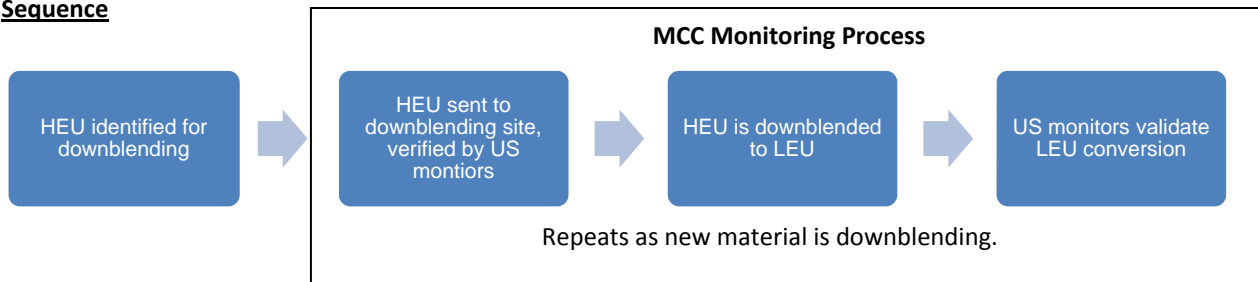 Sequence
MCC Monitoring Process
HEU identified for
downblending
HEU sent to
downblending site,
verified by US
montiors
HEU is downblended
to LEU
US monitors validate
LEU conversion
Repeats as new material is downblending.